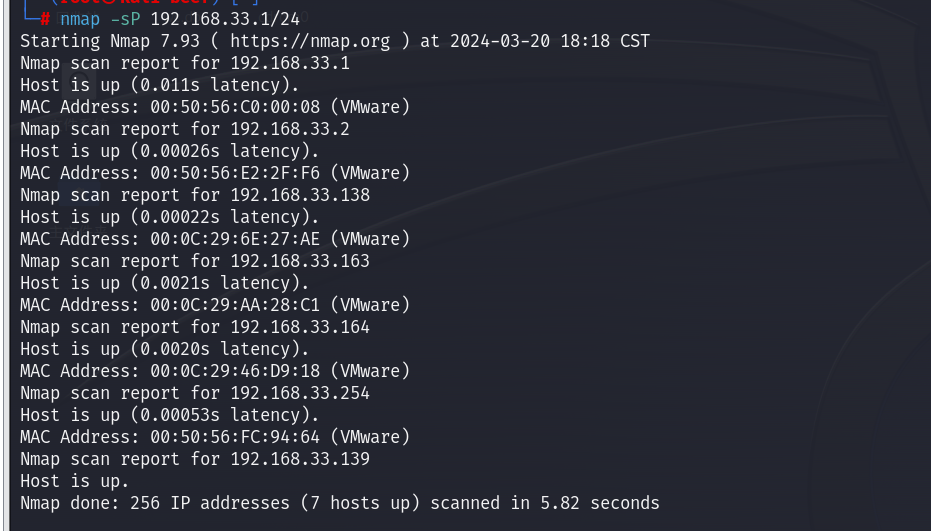 └─# nmap -sP 192.168.33.1/24
Starting Nmap 7.93 ( https://nmap.org ) at 2024-03-20 18:18 CST
Nmap scan report for 192.168.33.1
Host is up (0.011s latency).
MAC Address: 00:50:56:C0:00:08 (VMware)
Nmap scan report for 192.168.33.2
Host is up (0.00026s latency).
MAC Address: 00:50:56:E2:2F:F6 (VMware)
Nmap scan report for 192.168.33.138
Host is up (0.00022s latency).
MAC Address: 00:0C:29:6E:27:AE (VMware)
Nmap scan report for 192.168.33.163
Host is up (0.0021s latency).
MAC Address: 00:0C:29:AA:28:C1 (VMware)
Nmap scan report for 192.168.33.164
Host is up (0.0020s latency).
MAC Address: 00:0C:29:46:D9:18 (VMware)
Nmap scan report for 192.168.33.254
Host is up (0.00053s latency).
MAC Address: 00:50:56:FC:94:64 (VMware)
Nmap scan report for 192.168.33.139
Host is up.
Nmap done: 256 IP addresses (7 hosts up) scanned in 5.82 seconds